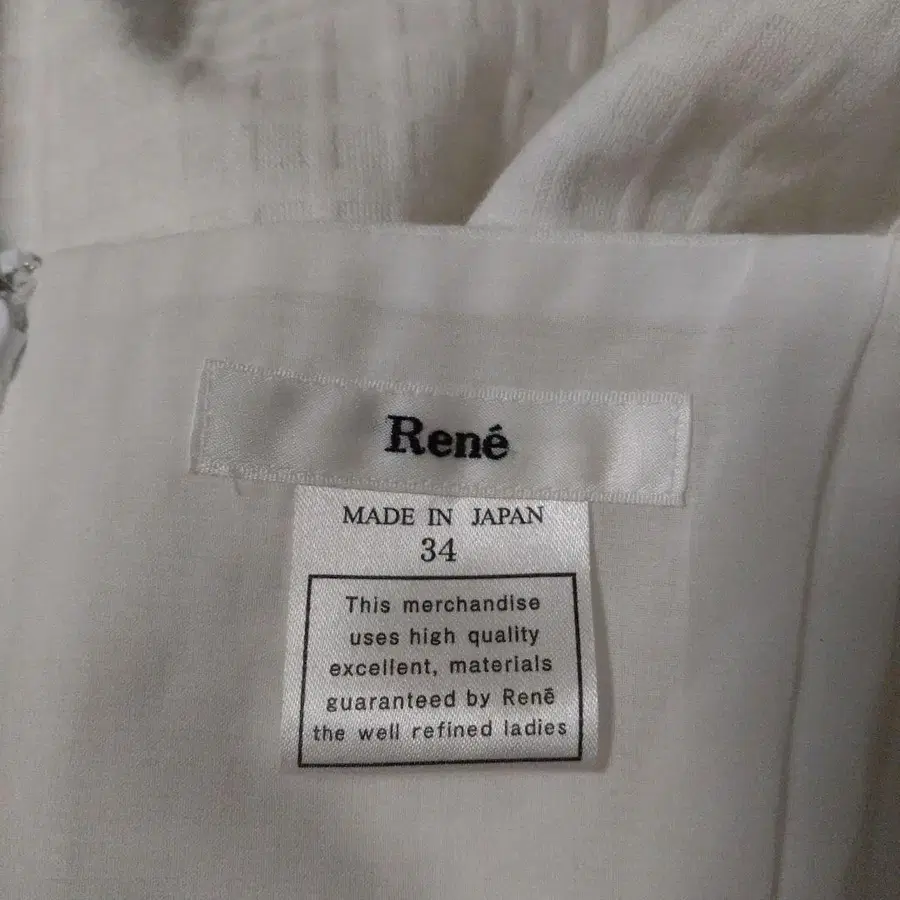 René
MADE IN JAPAN
34
This merchandise
uses high quality
excellent, materials
guaranteed by Renē
the well refined ladies